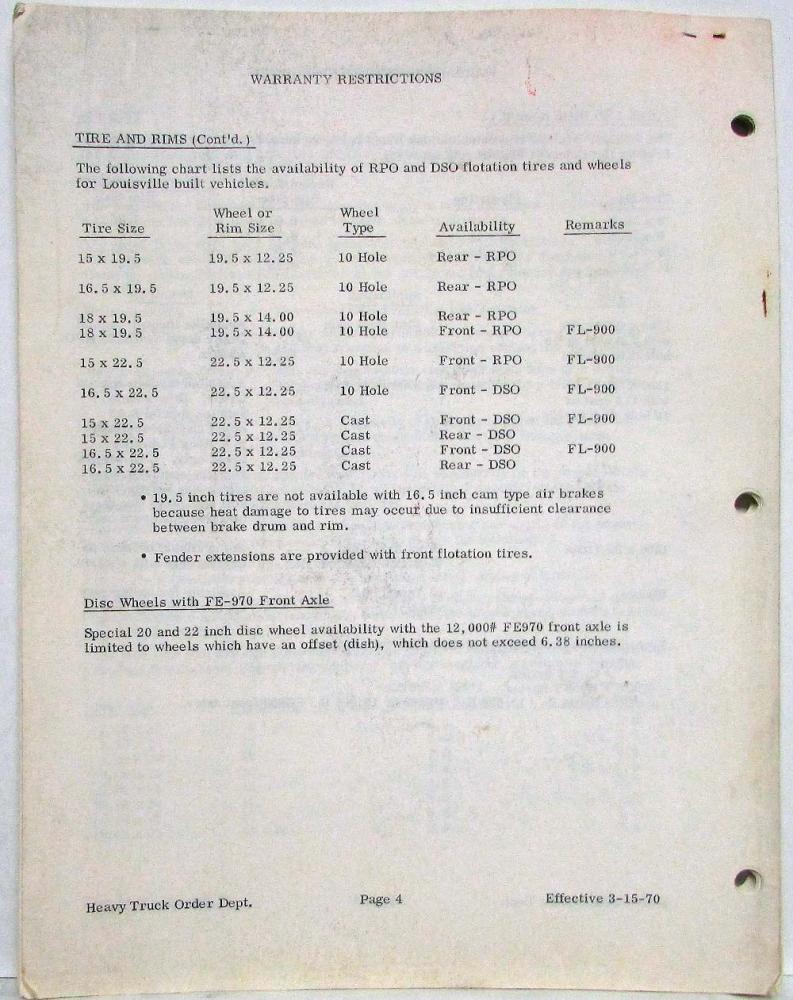 WARRANTY RESTRICTIONS
TIRE AND RIMS (Cont'd.)
The following chart lists the availability of RPO and DSO flotation tires and wheels
for Louisville built vehicles.
Wheel or Wheel
Tire Size Rim Size Type Availability Remarks
15 x 19.5 19.5 x 12.25 10 Hole Rear - RPO
16.5 x 19.5 19.5 x 12.25 10 Hole Rear - RPO
18 x 19.5 19.5 x 14.00 10 Hole Rear - RPO
18 x 19.5 19.5 x 14.00 10 Hole Front - RPO FL-900
15 x 22.5 22.5 x 12.25 10 Hole Front - RPO FL-900
16.5 x 22.5 22.5 x 12.25 10 Hole Front - DSO FL-900
15 x 22.5 22.5 x 12.25 Cast Front - DSO FL-900
15 x 22.5 22.5 x 12.25 Cast Rear - DSO
16.5 x 22.5 22.5 x 12.25 Cast Front - DSO FL-900
16.5 x 22.5 22.5 x 12.25 Cast Rear - DSO
• 19.5 inch tires are not available with 16.5 inch cam type air brakes
because heat damage to tires may occur due to insufficient clearance
between brake drum and rim.
• Fender extensions are provided with front flotation tires.
Disc Wheels with FE-970 Front Axle
Special 20 and 22 inch disc wheel availability with the 12,000# FE970 front axle is
limited to wheels which have an offset (dish), which does not exceed 6.38 inches.
Heavy Truck Order Dept. Page 4 Effective 3-15-70